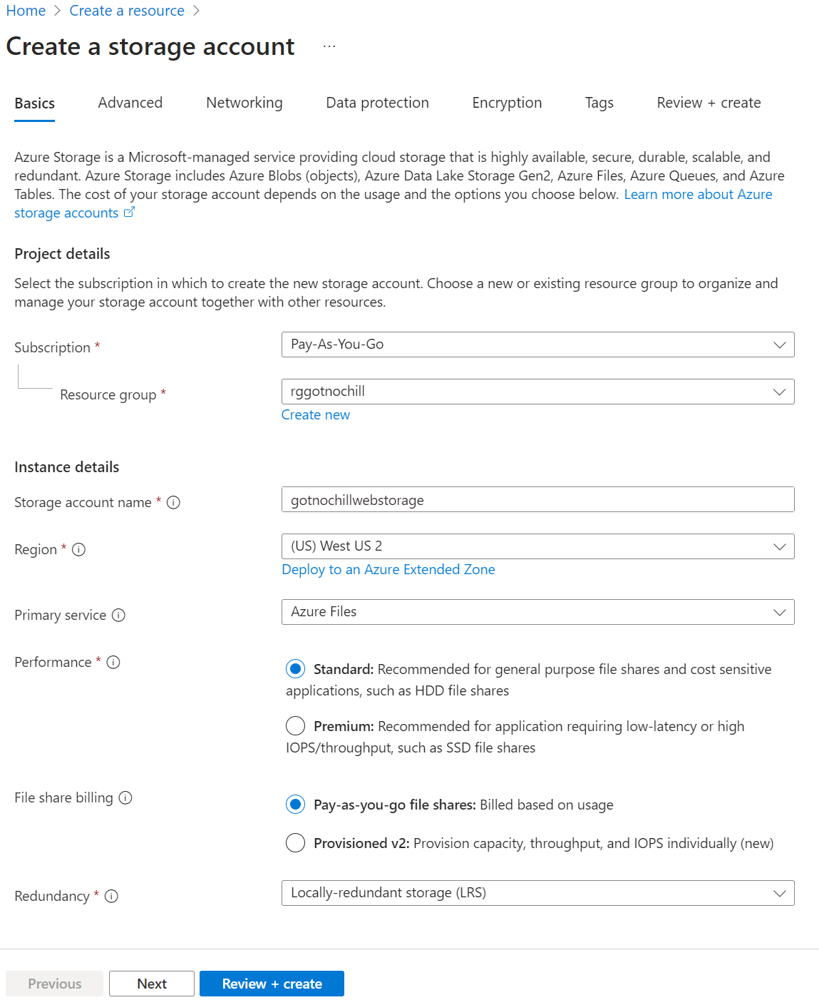 Home > Create a resource >
Create a storage account ...
Basics Advanced Networking Data protection Encryption Tags Review + create
Azure Storage is a Microsoft-managed service providing cloud storage that is highly available, secure, durable, scalable, and
redundant. Azure Storage includes Azure Blobs (objects), Azure Data Lake Storage Gen2, Azure Files, Azure Queues, and Azure
Tables. The cost of your storage account depends on the usage and the options you choose below. Learn more about Azure
storage accounts
Project details
Select the subscription in which to create the new storage account. Choose a new or existing resource group to organize and
manage your storage account together with other resources.
Subscription * Pay-As-You-Go
Resource group * rggotnochill
Create new
Instance details
Storage account name * gotnochillwebstorage
Region * (US) West US 2
Deploy to an Azure Extended Zone
Primary service Azure Files
Performance * Standard: Recommended for general purpose file shares and cost sensitive
applications, such as HDD file shares
Premium: Recommended for application requiring low-latency or high
IOPS/throughput, such as SSD file shares
File share billing Pay-as-you-go file shares: Billed based on usage
Provisioned v2: Provision capacity, throughput, and IOPS individually (new)
Redundancy * Locally-redundant storage (LRS)
Previous Next Review + create